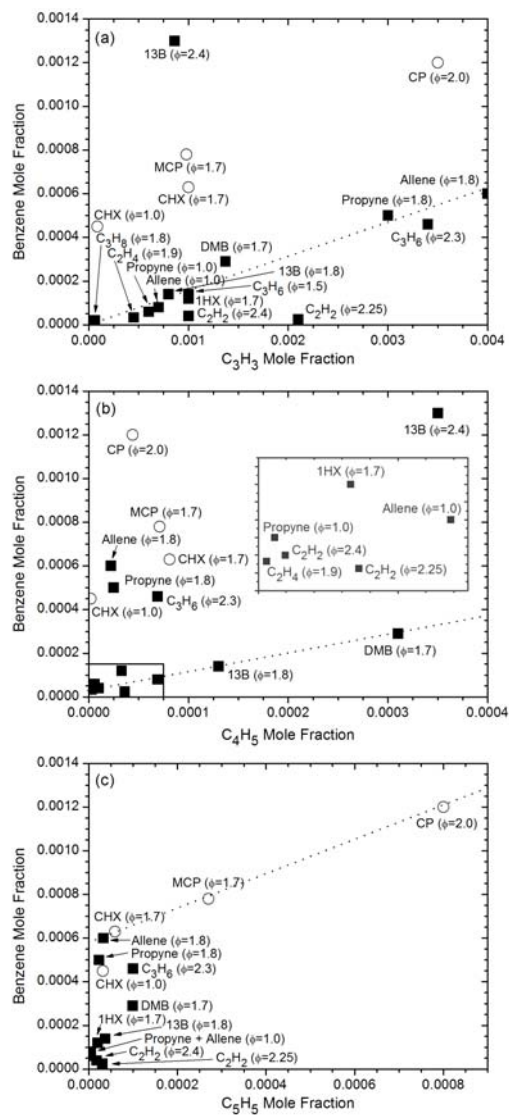 (a)
Benzene Mole Fraction
0.0014
0.0012
0.0010
0.0008
0.0006
0.0004
0.0002
0.0000
13B (ϕ=2.4)
CP (ϕ=2.0)
MCP (ϕ=1.7)
CHX (ϕ=1.7)
CHX (ϕ=1.0)
C₃H₈ (ϕ=1.8)
C₂H₄ (ϕ=1.9)
Propyne (ϕ=1.0)
Allene (ϕ=1.0)
DMB (ϕ=1.7)
13B (ϕ=1.8)
C₃H₆ (ϕ=1.5)
1HX (ϕ=1.7)
C₂H₂ (ϕ=2.4)
C₂H₂ (ϕ=2.25)
Allene (ϕ=1.8)
Propyne (ϕ=1.8)
C₃H₆ (ϕ=2.3)
0.000 0.001 0.002 0.003 0.004
C₃H₃ Mole Fraction
(b)
Benzene Mole Fraction
0.0014
0.0012
0.0010
0.0008
0.0006
0.0004
0.0002
0.0000
CP (ϕ=2.0)
13B (ϕ=2.4)
MCP (ϕ=1.7)
Allene (ϕ=1.8)
CHX (ϕ=1.7)
Propyne (ϕ=1.8)
C₃H₆ (ϕ=2.3)
CHX (ϕ=1.0)
1HX (ϕ=1.7)
Allene (ϕ=1.0)
Propyne (ϕ=1.0)
C₂H₂ (ϕ=2.4)
C₂H₄ (ϕ=1.9)
C₂H₂ (ϕ=2.25)
DMB (ϕ=1.7)
13B (ϕ=1.8)
0.0000 0.0001 0.0002 0.0003 0.0004
C₄H₅ Mole Fraction
(c)
Benzene Mole Fraction
0.0014
0.0012
0.0010
0.0008
0.0006
0.0004
0.0002
0.0000
CP (ϕ=2.0)
MCP (ϕ=1.7)
CHX (ϕ=1.7)
Allene (ϕ=1.8)
Propyne (ϕ=1.8)
C₃H₆ (ϕ=2.3)
CHX (ϕ=1.0)
DMB (ϕ=1.7)
1HX (ϕ=1.7)
13B (ϕ=1.8)
Propyne + Allene (ϕ=1.0)
C₂H₂ (ϕ=2.4)
C₂H₂ (ϕ=2.25)
0.0000 0.0002 0.0004 0.0006 0.0008
C₅H₅ Mole Fraction